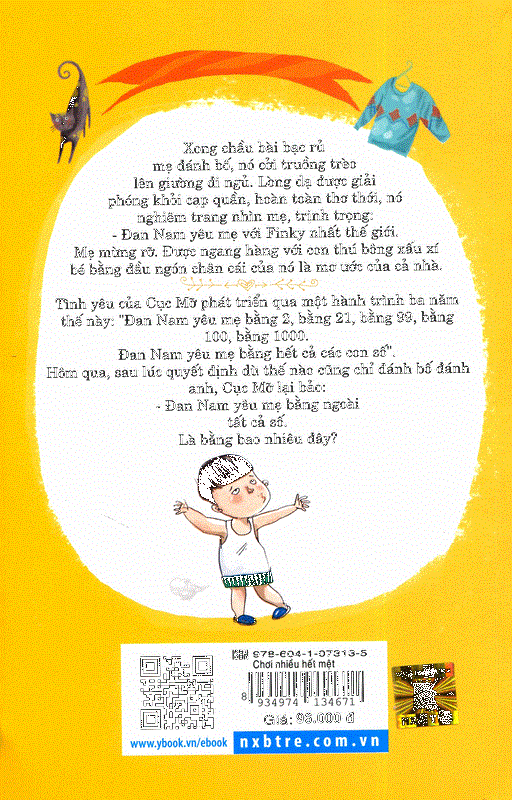 Xong chầu bài bạc rủ
mẹ đánh bố, nó cởi truồng trèo
lên giường đi ngủ. Lòng dạ được giải
phóng khỏi cạp quần, hoàn toàn thơ thới, nó
nghiêm trang nhìn mẹ, trịnh trọng:
- Đan Nam yêu mẹ với Finky nhất thế giới.
Mẹ mừng rỡ. Được ngang hàng với con thú bông xấu xí
bé bằng đầu ngón chân cái của nó là mơ ước của cả nhà.
Tình yêu của Cục Mỡ phát triển qua một hành trình ba năm
thế này: "Đan Nam yêu mẹ bằng 2, bằng 21, bằng 99, bằng
100, bằng 1000.
Đan Nam yêu mẹ bằng hết cả các con số".
Hôm qua, sau lúc quyết định dù thế nào cũng chỉ đánh bố đánh
anh, Cục Mỡ lại bảo:
- Đan Nam yêu mẹ bằng ngoài
tất cả số.
Là bằng bao nhiêu đây?
978-604-1-07313-5
Chơi nhiều hết mệt
8 934974 134671
Giá: 98.000 đ
www.ybook.vn/ebook
nxbtre.com.vn